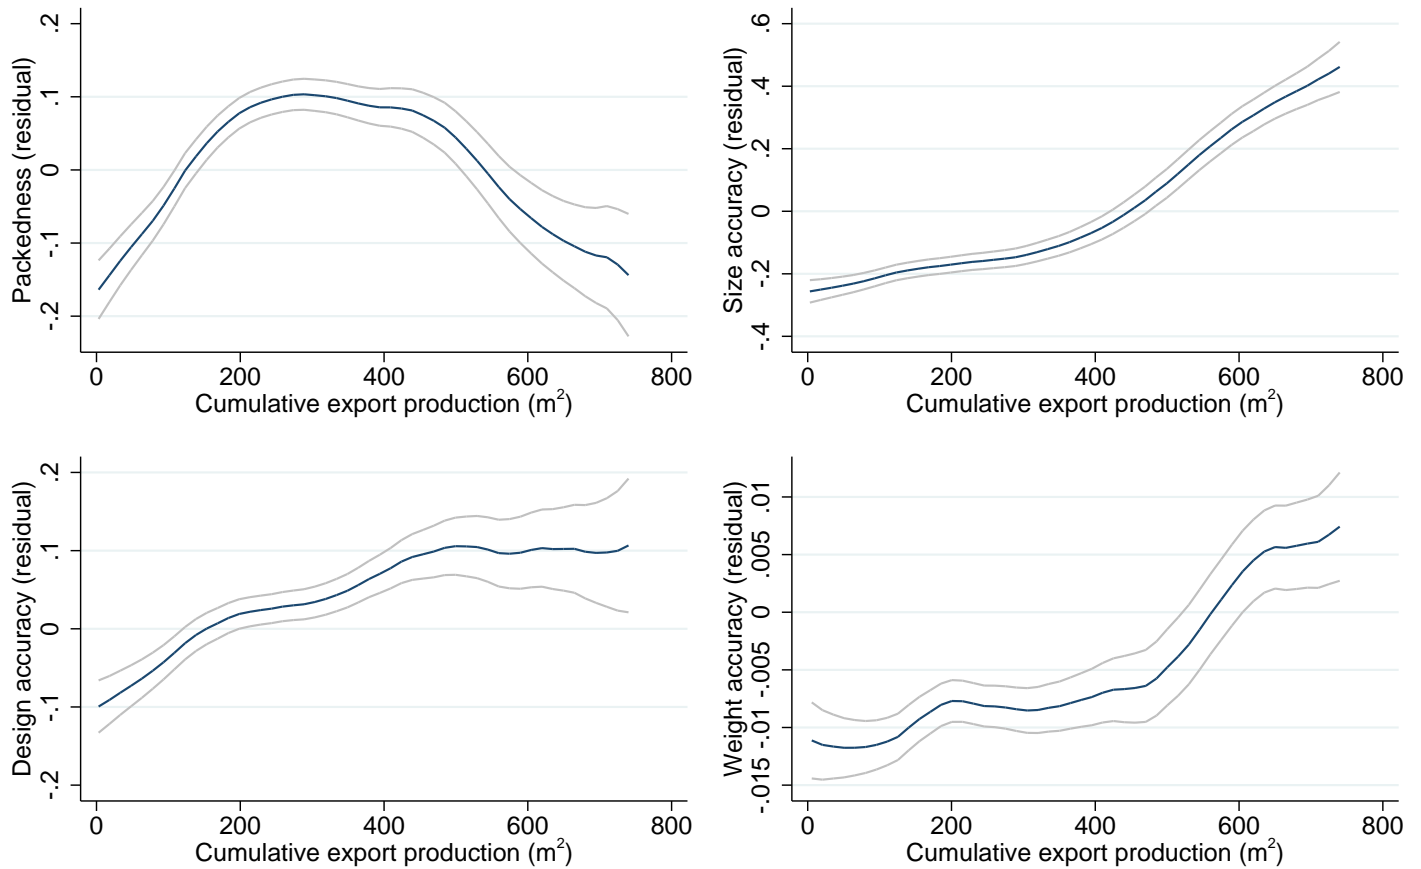 Packedness (residual)
.2
.1
0
-.1
-.2
0 200 400 600 800
Cumulative export production (m²)
Size accuracy (residual)
.6
.4
.2
0
-.2
-.4
0 200 400 600 800
Cumulative export production (m²)
Design accuracy (residual)
.2
.1
0
-.1
-.2
0 200 400 600 800
Cumulative export production (m²)
Weight accuracy (residual)
.01
.005
0
-.005
-.01
-.015
0 200 400 600 800
Cumulative export production (m²)